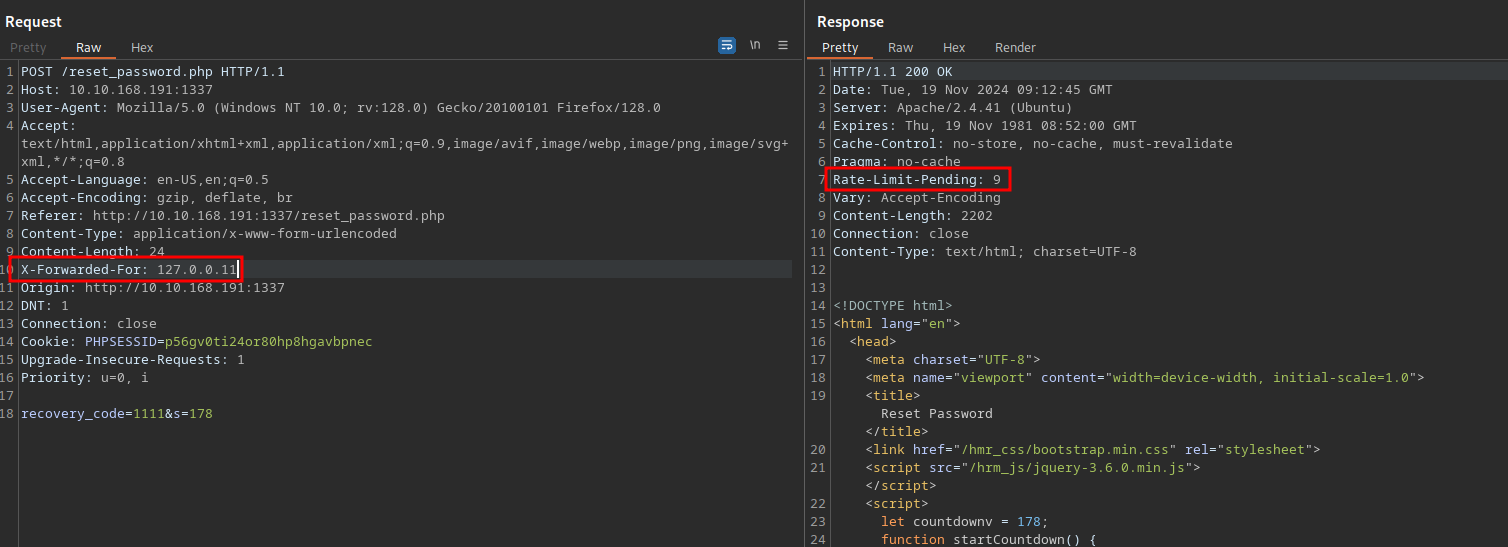 Request
Pretty Raw Hex
\n
1 POST /reset_password.php HTTP/1.1
2 Host: 10.10.168.191:1337
3 User-Agent: Mozilla/5.0 (Windows NT 10.0; rv:128.0) Gecko/20100101 Firefox/128.0
4 Accept:
text/html,application/xhtml+xml,application/xml;q=0.9,image/avif,image/webp,image/png,image/svg+
xml,*/*;q=0.8
5 Accept-Language: en-US,en;q=0.5
6 Accept-Encoding: gzip, deflate, br
7 Referer: http://10.10.168.191:1337/reset_password.php
8 Content-Type: application/x-www-form-urlencoded
9 Content-Length: 24
10 X-Forwarded-For: 127.0.0.11
11 Origin: http://10.10.168.191:1337
12 DNT: 1
13 Connection: close
14 Cookie: PHPSESSID=p56gv0ti24or80hp8hgavbpnec
15 Upgrade-Insecure-Requests: 1
16 Priority: u=0, i
17
18 recovery_code=1111&s=178
Response
Pretty Raw Hex Render
1 HTTP/1.1 200 OK
2 Date: Tue, 19 Nov 2024 09:12:45 GMT
3 Server: Apache/2.4.41 (Ubuntu)
4 Expires: Thu, 19 Nov 1981 08:52:00 GMT
5 Cache-Control: no-store, no-cache, must-revalidate
6 Pragma: no-cache
7 Rate-Limit-Pending: 9
8 Vary: Accept-Encoding
9 Content-Length: 2202
10 Connection: close
11 Content-Type: text/html; charset=UTF-8
12
13
14 <!DOCTYPE html>
15 <html lang="en">
16 <head>
17 <meta charset="UTF-8">
18 <meta name="viewport" content="width=device-width, initial-scale=1.0">
19 <title>
Reset Password
</title>
20 <link href="/hmr_css/bootstrap.min.css" rel="stylesheet">
21 <script src="/hrm_js/jquery-3.6.0.min.js">
</script>
22 <script>
23 let countdownv = 178;
24 function startCountdown() {